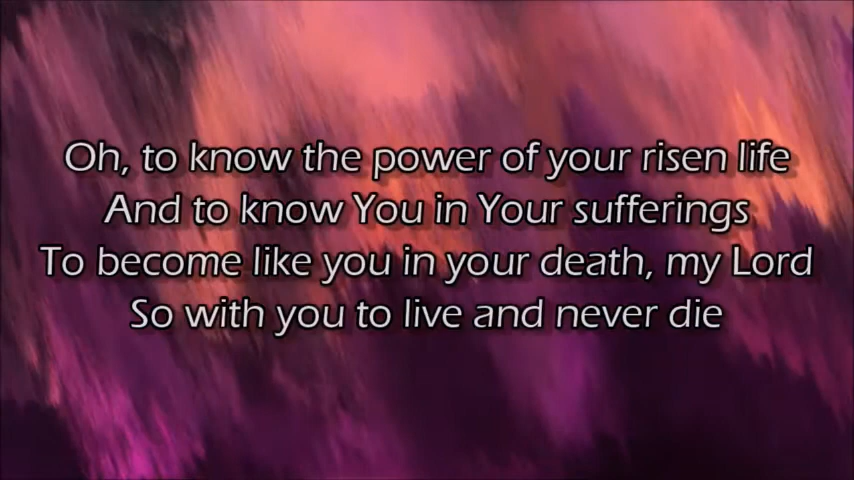 Oh, to know the power of your risen life
And to know You in Your sufferings
To become like you in your death, my Lord
So with you to live and never die